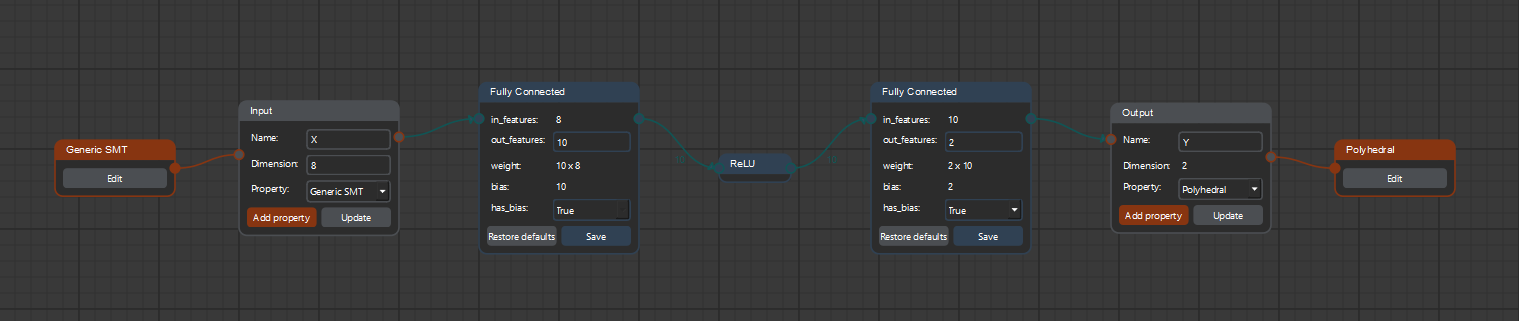 Generic SMT
Edit
Input
Name: X
Dimension: 8
Property: Generic SMT
Add property Update
Fully Connected
in_features: 8
out_features: 10
weight: 10 x 8
bias: 10
has_bias: True
Restore defaults Save
10
ReLU
10
Fully Connected
in_features: 10
out_features: 2
weight: 2 x 10
bias: 2
has_bias: True
Restore defaults Save
Output
Name: Y
Dimension: 2
Property: Polyhedral
Add property Update
Polyhedral
Edit